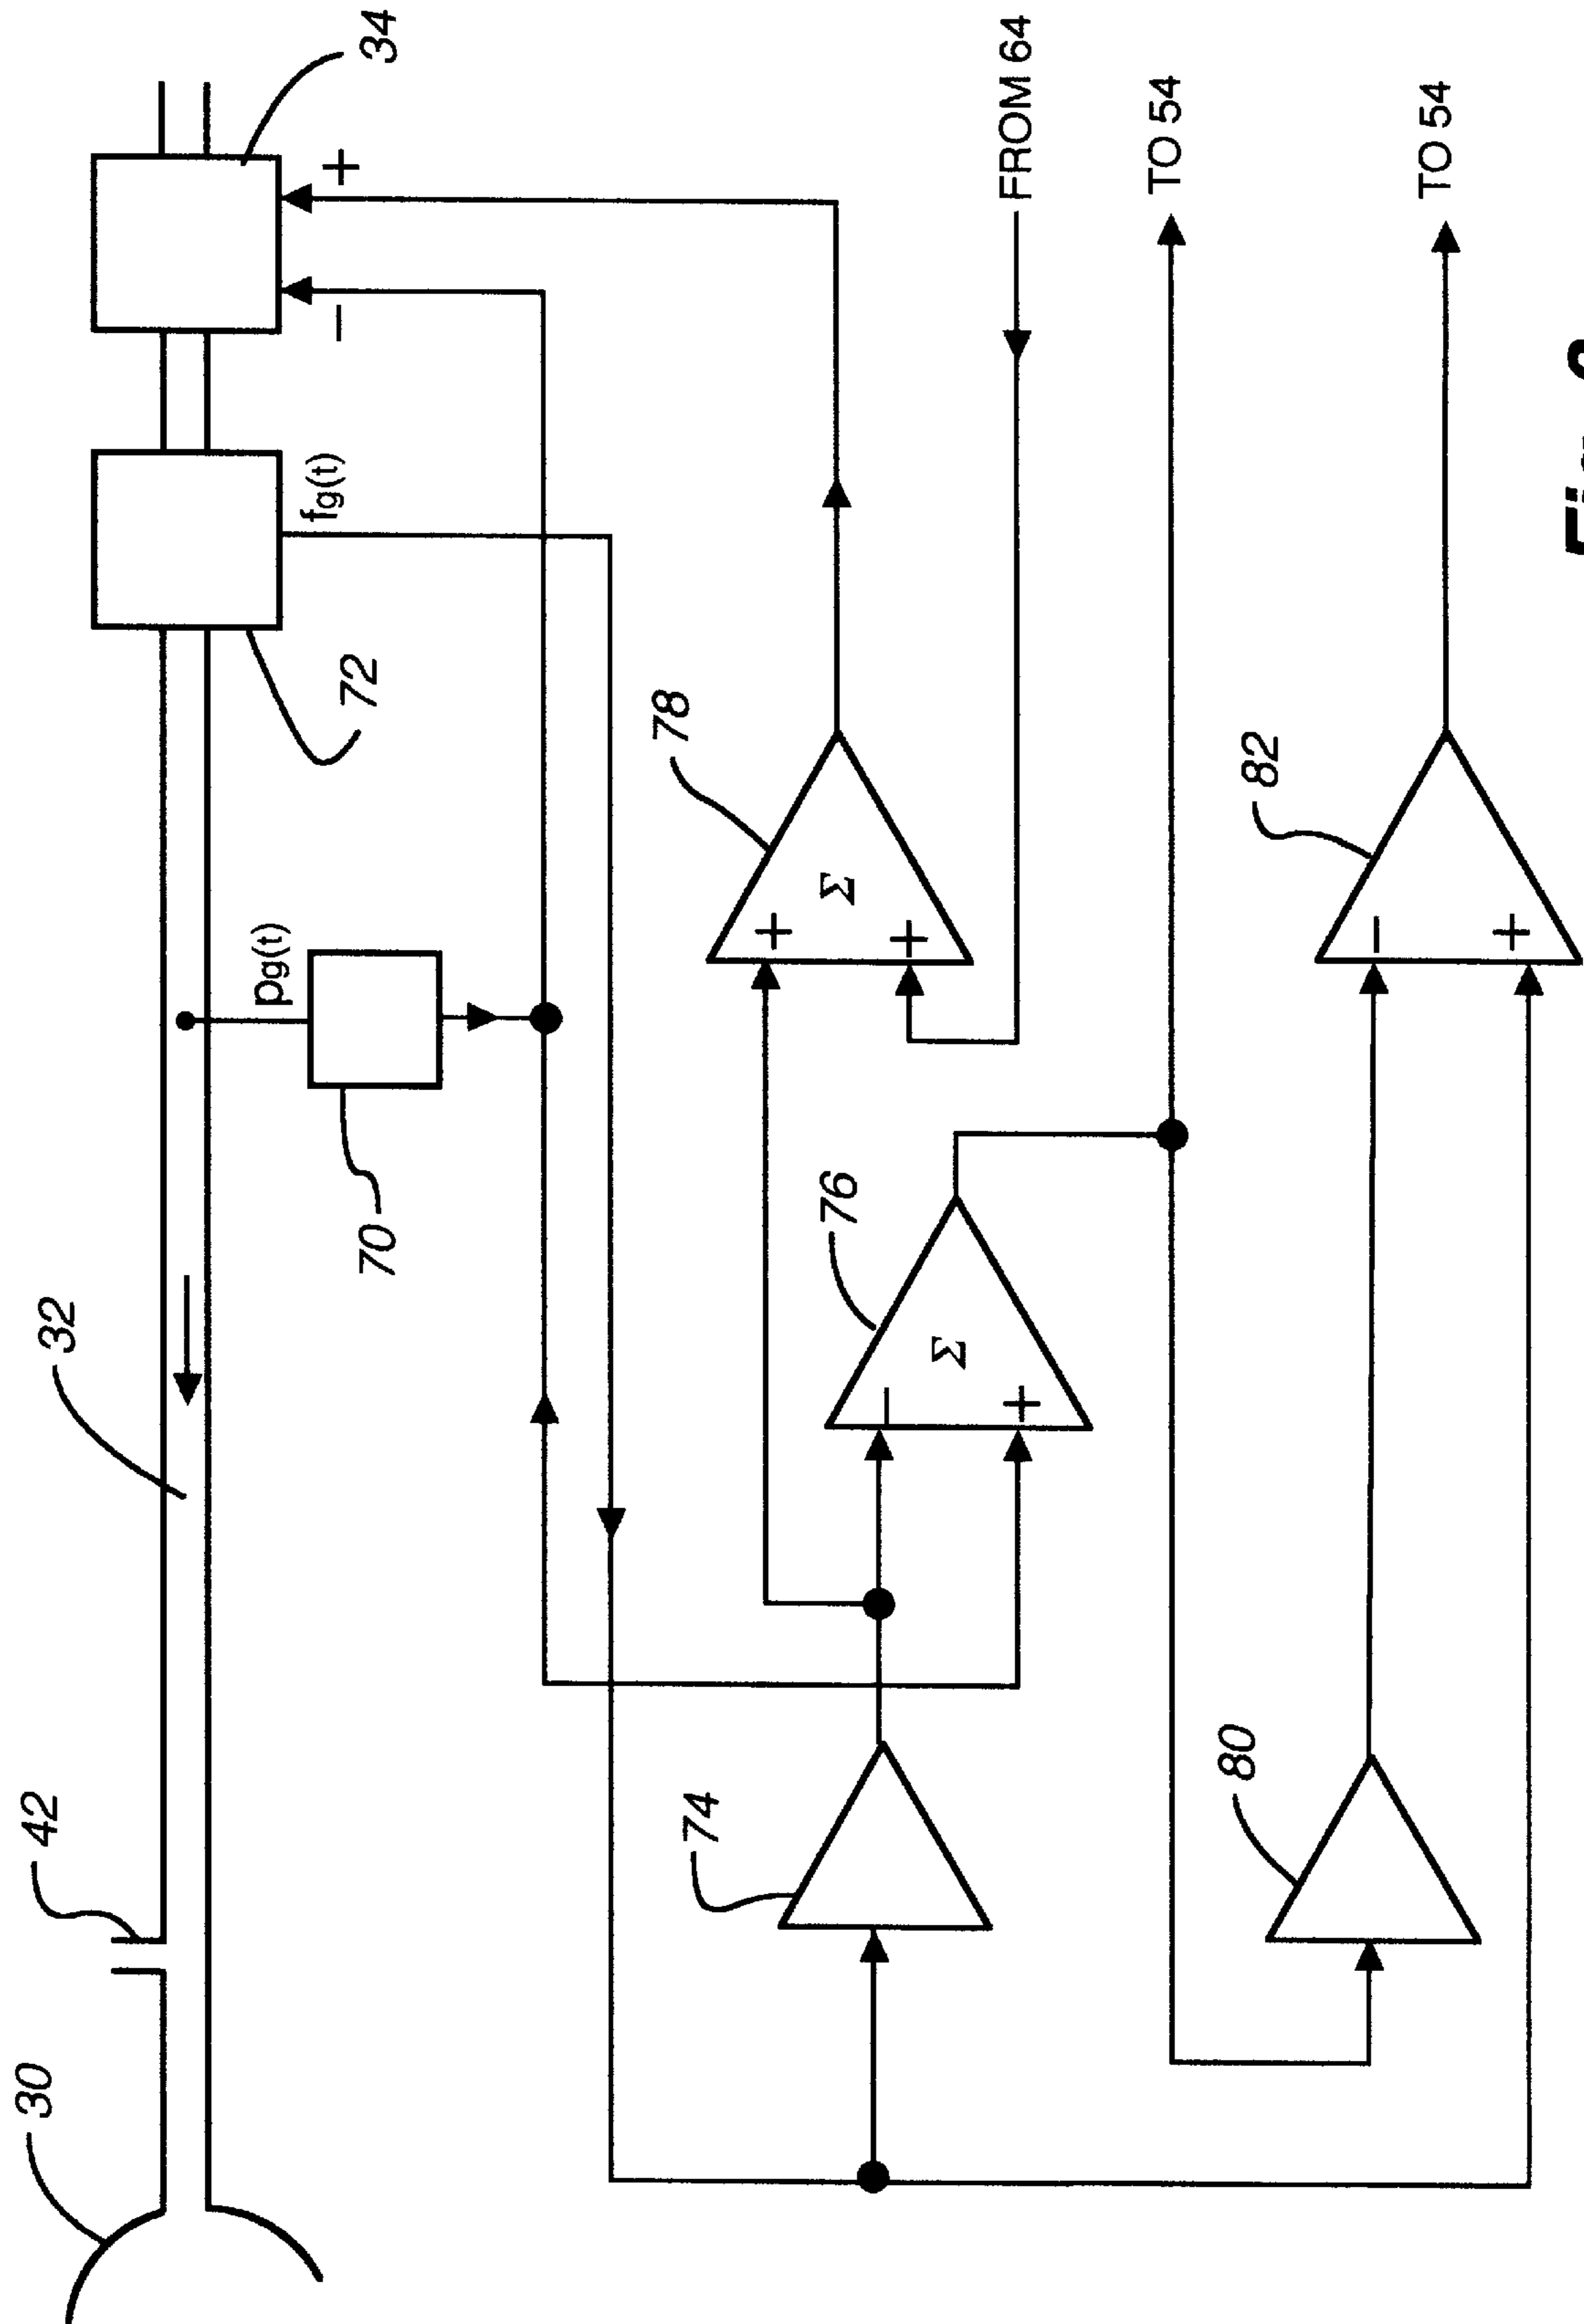 30
42
32
34
pg(t)
fg(t)
− +
70
72
78
74
+
Σ
+
76
−
Σ
+
FROM 64
TO 54
80
82
−
+
TO 54
Fig.